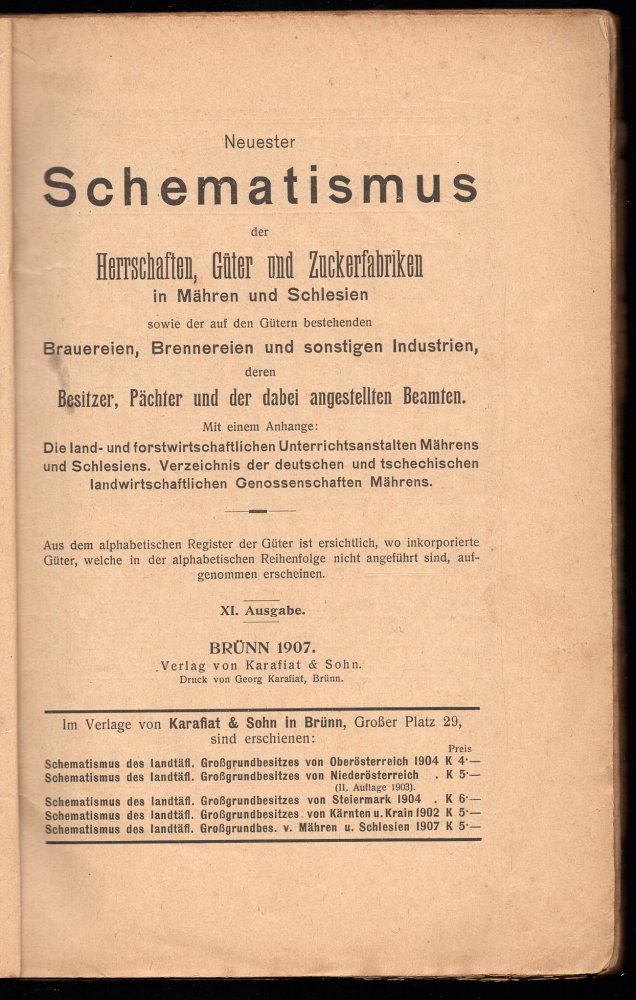 Neuester
Schematismus
der
Herrschaften, Güter und Zuckerfabriken
in Mähren und Schlesien
sowie der auf den Gütern bestehenden
Brauereien, Brennereien und sonstigen Industrien,
deren
Besitzer, Pächter und der dabei angestellten Beamten.
Mit einem Anhange:
Die land- und forstwirtschaftlichen Unterrichtsanstalten Mährens
und Schlesiens. Verzeichnis der deutschen und tschechischen
landwirtschaftlichen Genossenschaften Mährens.
Aus dem alphabetischen Register der Güter ist ersichtlich, wo inkorporierte
Güter, welche in der alphabetischen Reihenfolge nicht angeführt sind, auf-
genommen erscheinen.
XI. Ausgabe.
BRÜNN 1907.
Verlag von Karafiat & Sohn.
Druck von Georg Karafiat, Brünn.
Im Verlage von Karafiat & Sohn in Brünn, Großer Platz 29,
sind erschienen:
Preis
Schematismus des landtäfl. Großgrundbesitzes von Oberösterreich 1904 K 4·—
Schematismus des landtäfl. Großgrundbesitzes von Niederösterreich . K 5·—
(II. Auflage 1903).
Schematismus des landtäfl. Großgrundbesitzes von Steiermark 1904 . K 6·—
Schematismus des landtäfl. Großgrundbesitzes von Kärnten u. Krain 1902 K 5·—
Schematismus des landtäfl. Großgrundbes. v. Mähren u. Schlesien 1907 K 5·—